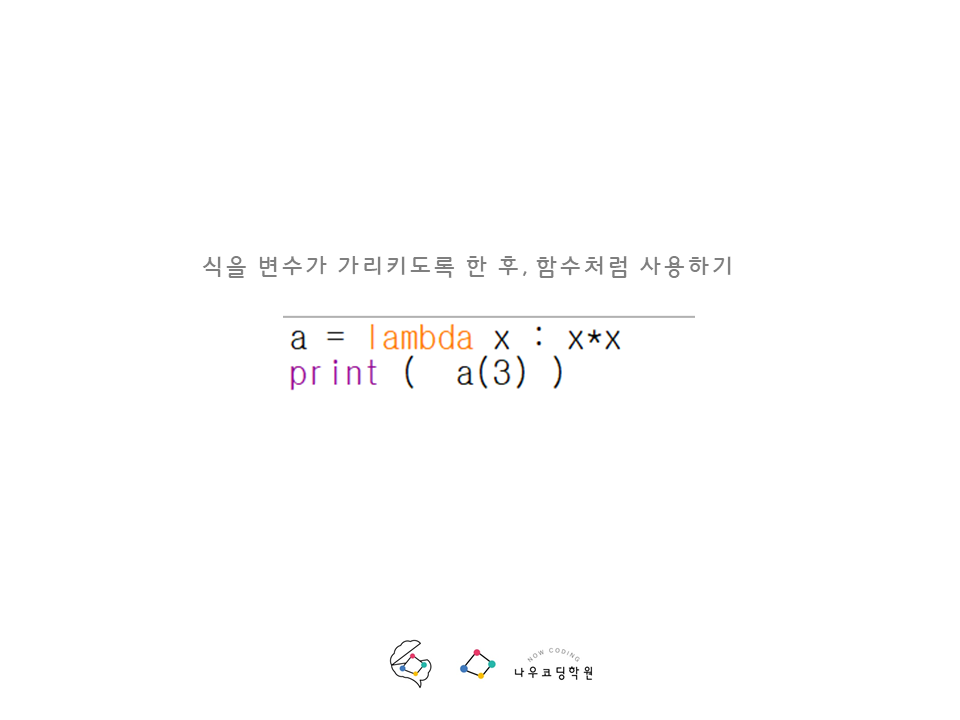 식을 변수가 가리키도록 한 후, 함수처럼 사용하기
a = lambda x : x*x
print (  a(3) )
NOW CODING
나우코딩학원